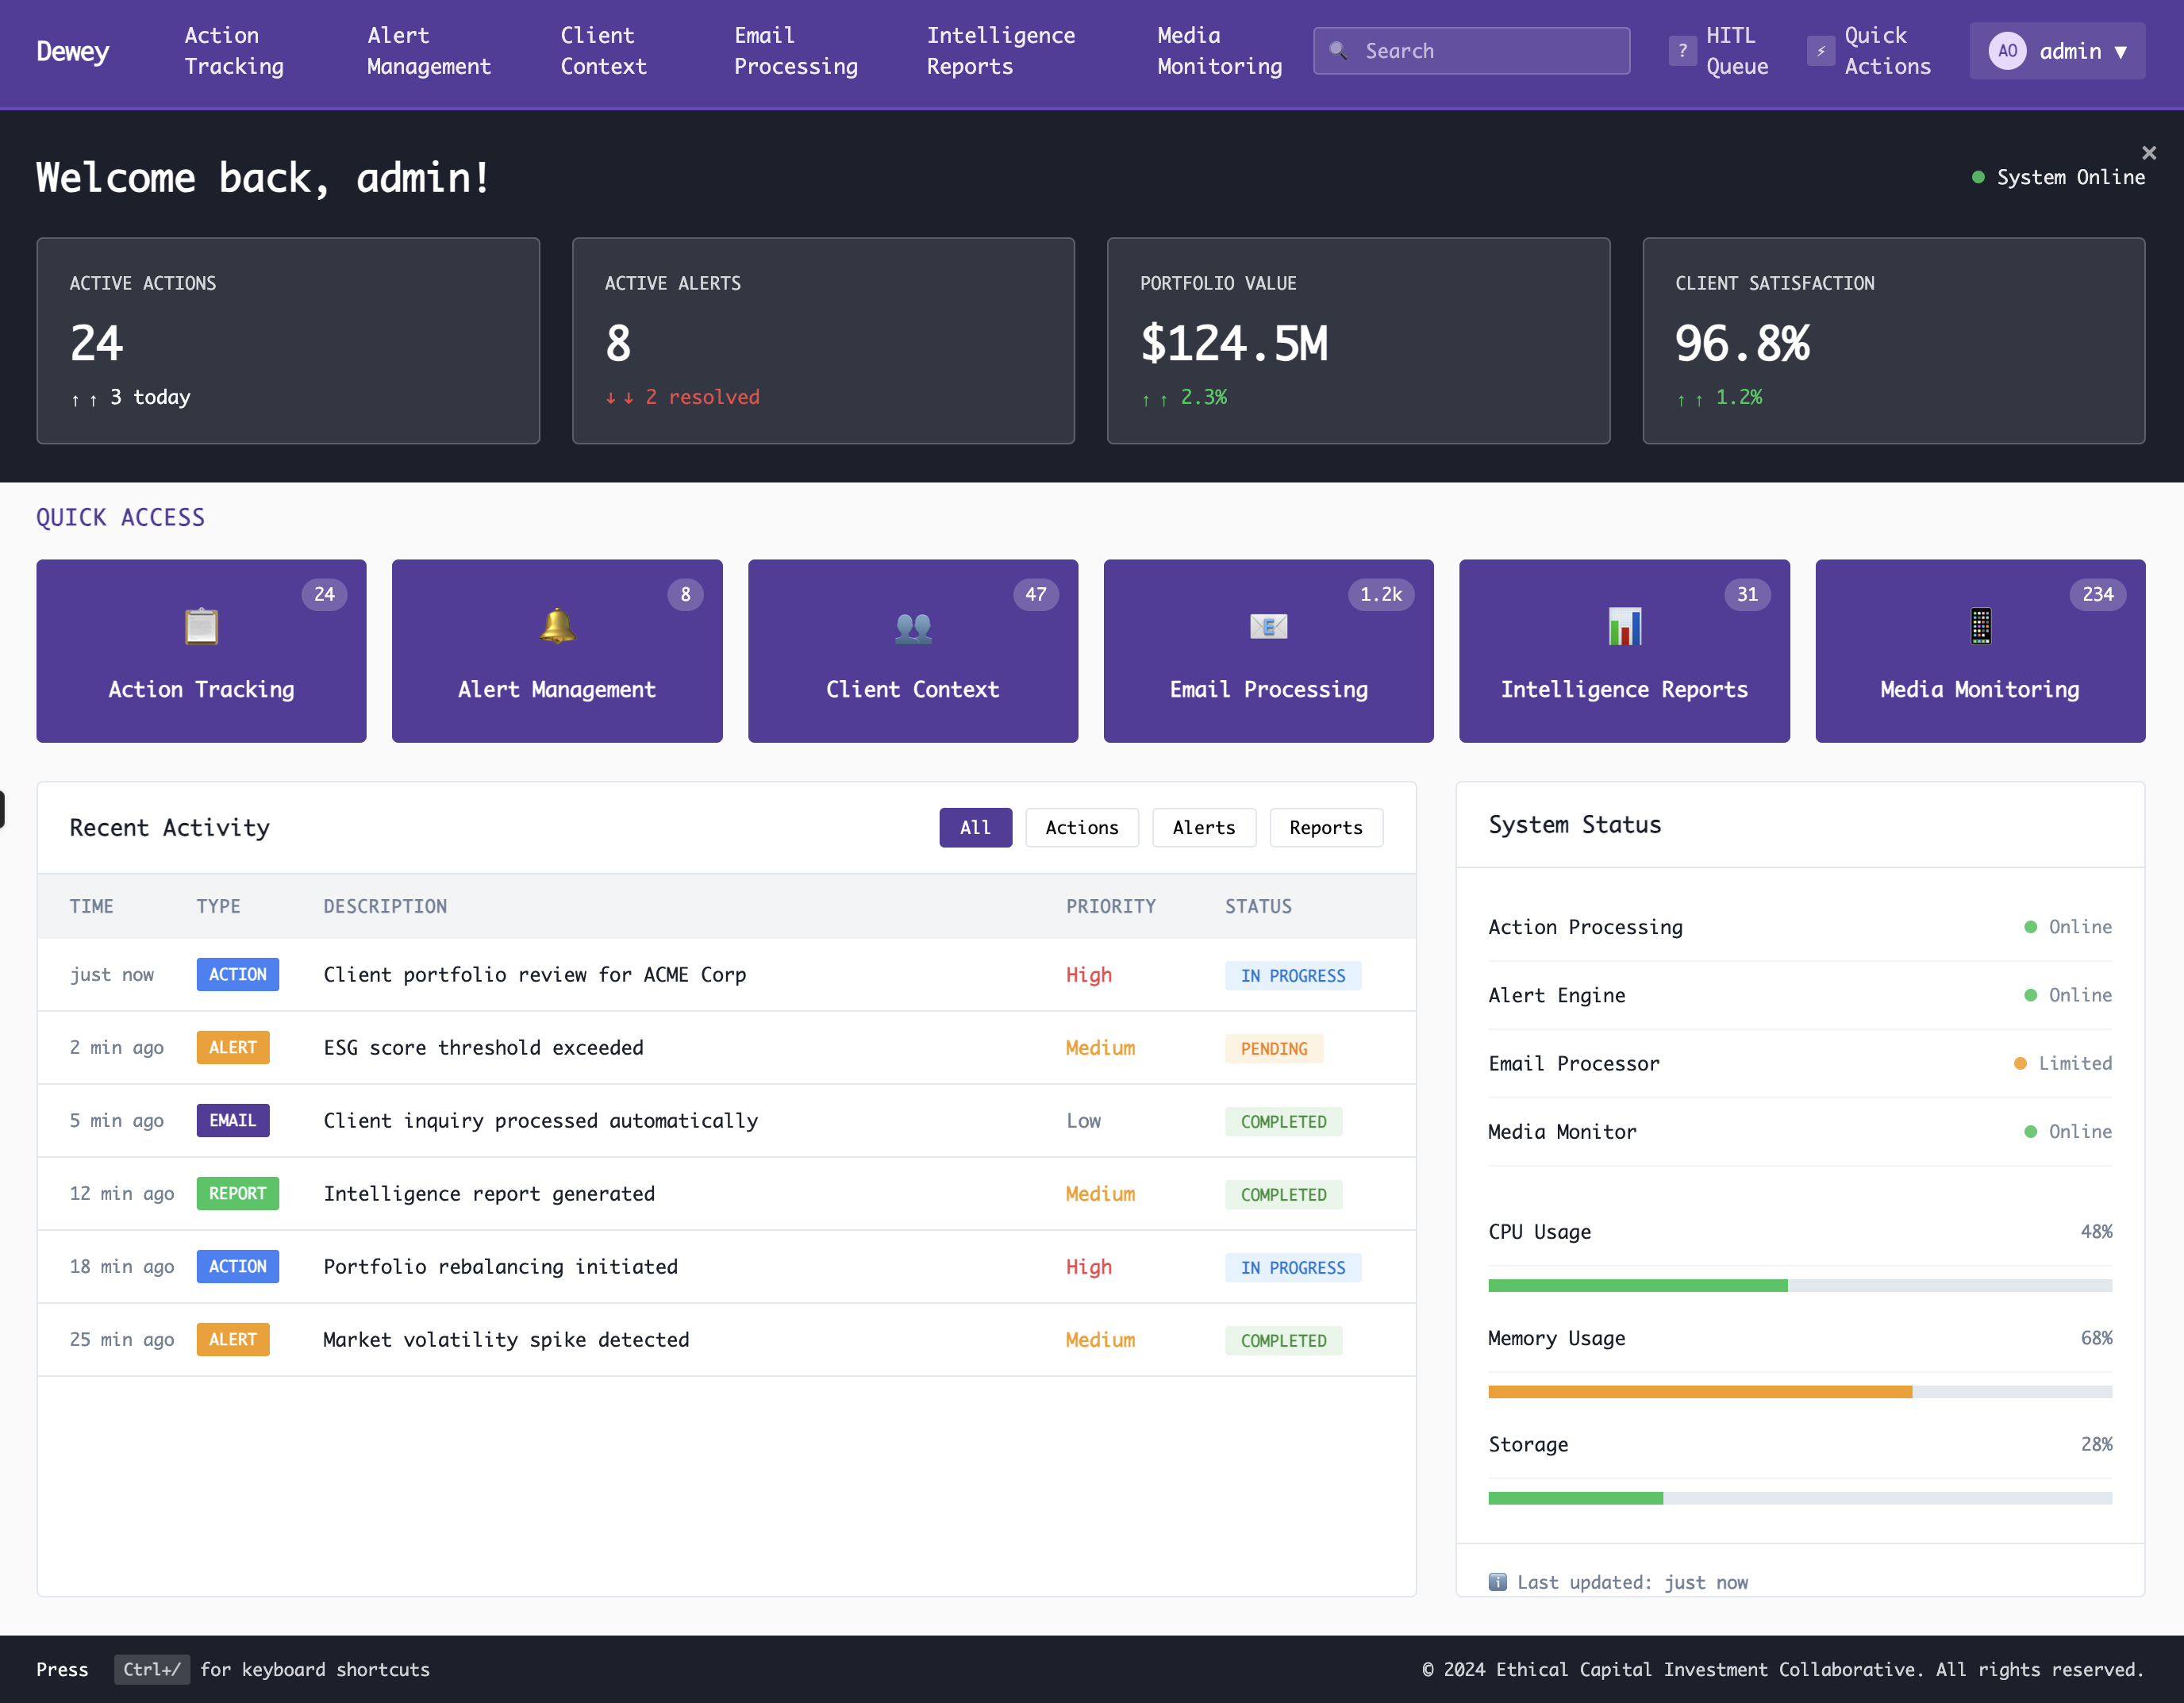 Dewey
Action Tracking
Alert Management
Client Context
Email Processing
Intelligence Reports
Media Monitoring
Search
? HITL Queue
⚡ Quick Actions
AO admin ▼
Welcome back, admin!
×
System Online
ACTIVE ACTIONS
24
↑ ↑ 3 today
ACTIVE ALERTS
8
↓ ↓ 2 resolved
PORTFOLIO VALUE
$124.5M
↑ ↑ 2.3%
CLIENT SATISFACTION
96.8%
↑ ↑ 1.2%
QUICK ACCESS
24
Action Tracking
8
Alert Management
47
Client Context
1.2k
Email Processing
31
Intelligence Reports
234
Media Monitoring
Recent Activity
All
Actions
Alerts
Reports
TIME TYPE DESCRIPTION PRIORITY STATUS
just now ACTION Client portfolio review for ACME Corp High IN PROGRESS
2 min ago ALERT ESG score threshold exceeded Medium PENDING
5 min ago EMAIL Client inquiry processed automatically Low COMPLETED
12 min ago REPORT Intelligence report generated Medium COMPLETED
18 min ago ACTION Portfolio rebalancing initiated High IN PROGRESS
25 min ago ALERT Market volatility spike detected Medium COMPLETED
System Status
Action Processing Online
Alert Engine Online
Email Processor Limited
Media Monitor Online
CPU Usage 48%
Memory Usage 68%
Storage 28%
Last updated: just now
Press Ctrl+/ for keyboard shortcuts
© 2024 Ethical Capital Investment Collaborative. All rights reserved.